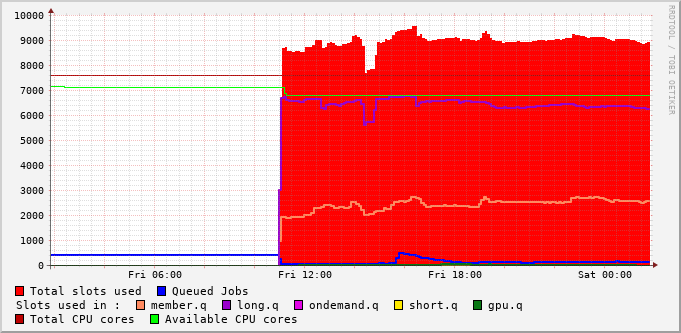 10000
9000
8000
7000
6000
5000
4000
3000
2000
1000
0
Fri 06:00 Fri 12:00 Fri 18:00 Sat 00:00
Total slots used Queued Jobs
Slots used in : member.q long.q ondemand.q short.q gpu.q
Total CPU cores Available CPU cores
RRDTOOL / TOBI OETIKER